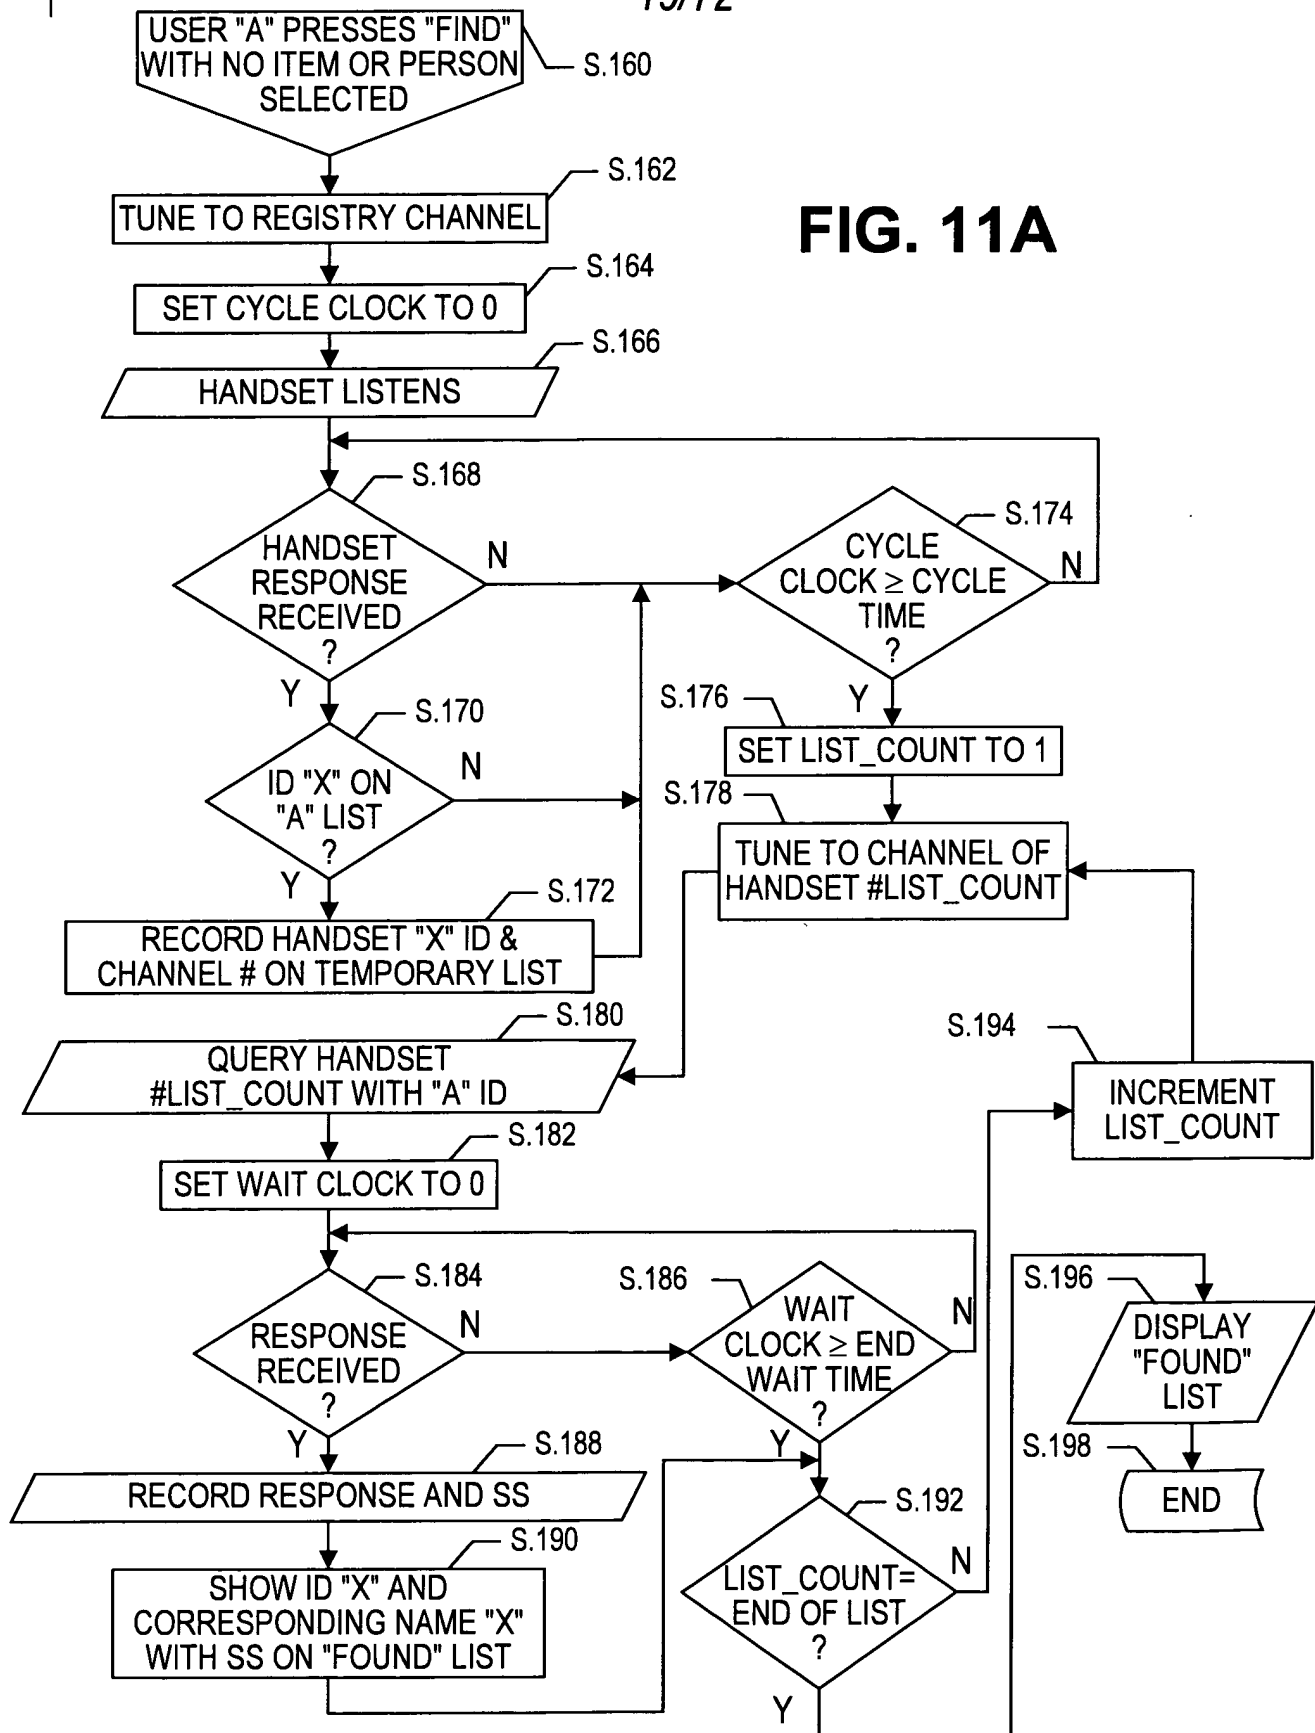 15/72
USER "A" PRESSES "FIND"
WITH NO ITEM OR PERSON
SELECTED
S.160
S.162
TUNE TO REGISTRY CHANNEL
FIG. 11A
S.164
SET CYCLE CLOCK TO 0
S.166
HANDSET LISTENS
S.168
HANDSET
RESPONSE
RECEIVED
?
N
Y
S.174
CYCLE
CLOCK ≥ CYCLE
TIME
?
N
Y
S.170
ID "X" ON
"A" LIST
?
N
Y
S.176
SET LIST_COUNT TO 1
S.178
TUNE TO CHANNEL OF
HANDSET #LIST_COUNT
S.172
RECORD HANDSET "X" ID &
CHANNEL # ON TEMPORARY LIST
S.180
QUERY HANDSET
#LIST_COUNT WITH "A" ID
S.194
INCREMENT
LIST_COUNT
S.182
SET WAIT CLOCK TO 0
S.184
RESPONSE
RECEIVED
?
N
Y
S.186
WAIT
CLOCK ≥ END
WAIT TIME
?
N
Y
S.196
DISPLAY
"FOUND"
LIST
S.198
END
S.188
RECORD RESPONSE AND SS
S.190
SHOW ID "X" AND
CORRESPONDING NAME "X"
WITH SS ON "FOUND" LIST
S.192
LIST_COUNT=
END OF LIST
?
N
Y